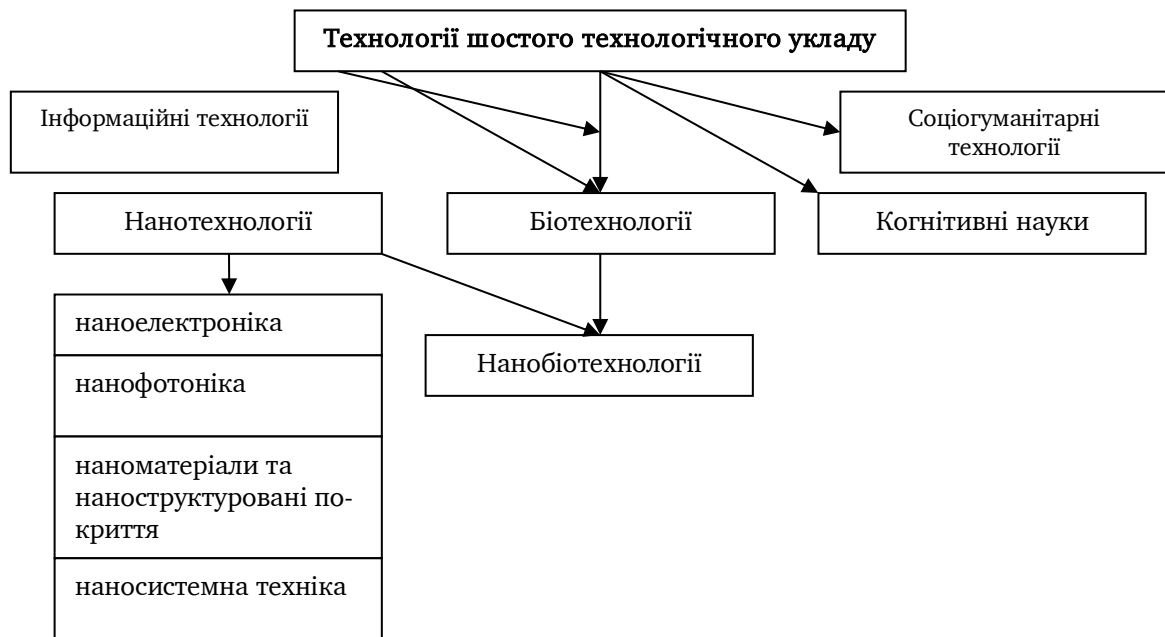 Технології шостого технологічного укладу
Інформаційні технології
Соціогуманітарні
технології
Нанотехнології
Біотехнології
Когнітивні науки
наноелектроніка
Нанобіотехнології
нанофотоніка
наноматеріали та
наноструктуровані по-
криття
наносистемна техніка